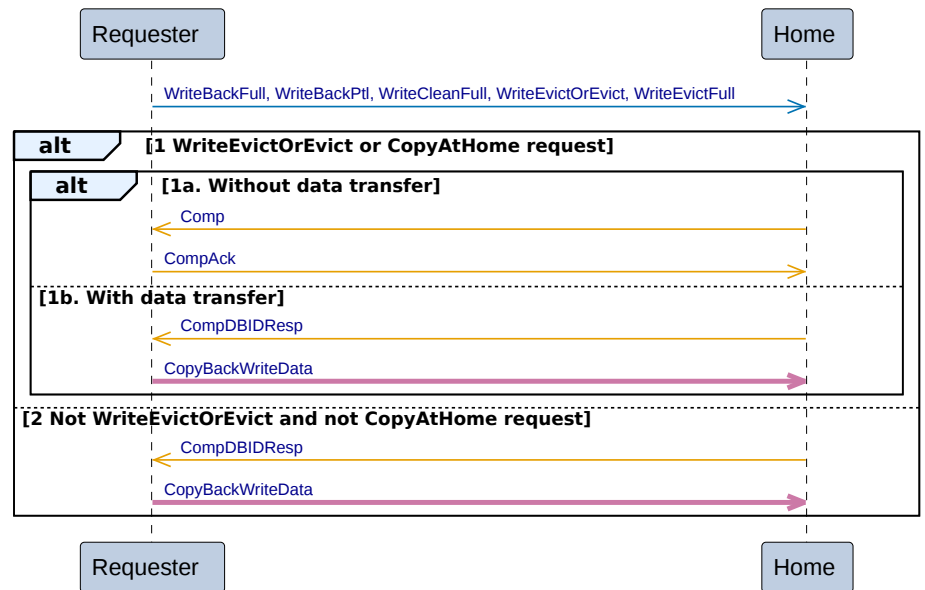 Requester Home
WriteBackFull, WriteBackPtl, WriteCleanFull, WriteEvictOrEvict, WriteEvictFull
alt [1 WriteEvictOrEvict or CopyAtHome request]
alt [1a. Without data transfer]
Comp
CompAck
[1b. With data transfer]
CompDBIDResp
CopyBackWriteData
[2 Not WriteEvictOrEvict and not CopyAtHome request]
CompDBIDResp
CopyBackWriteData
Requester Home